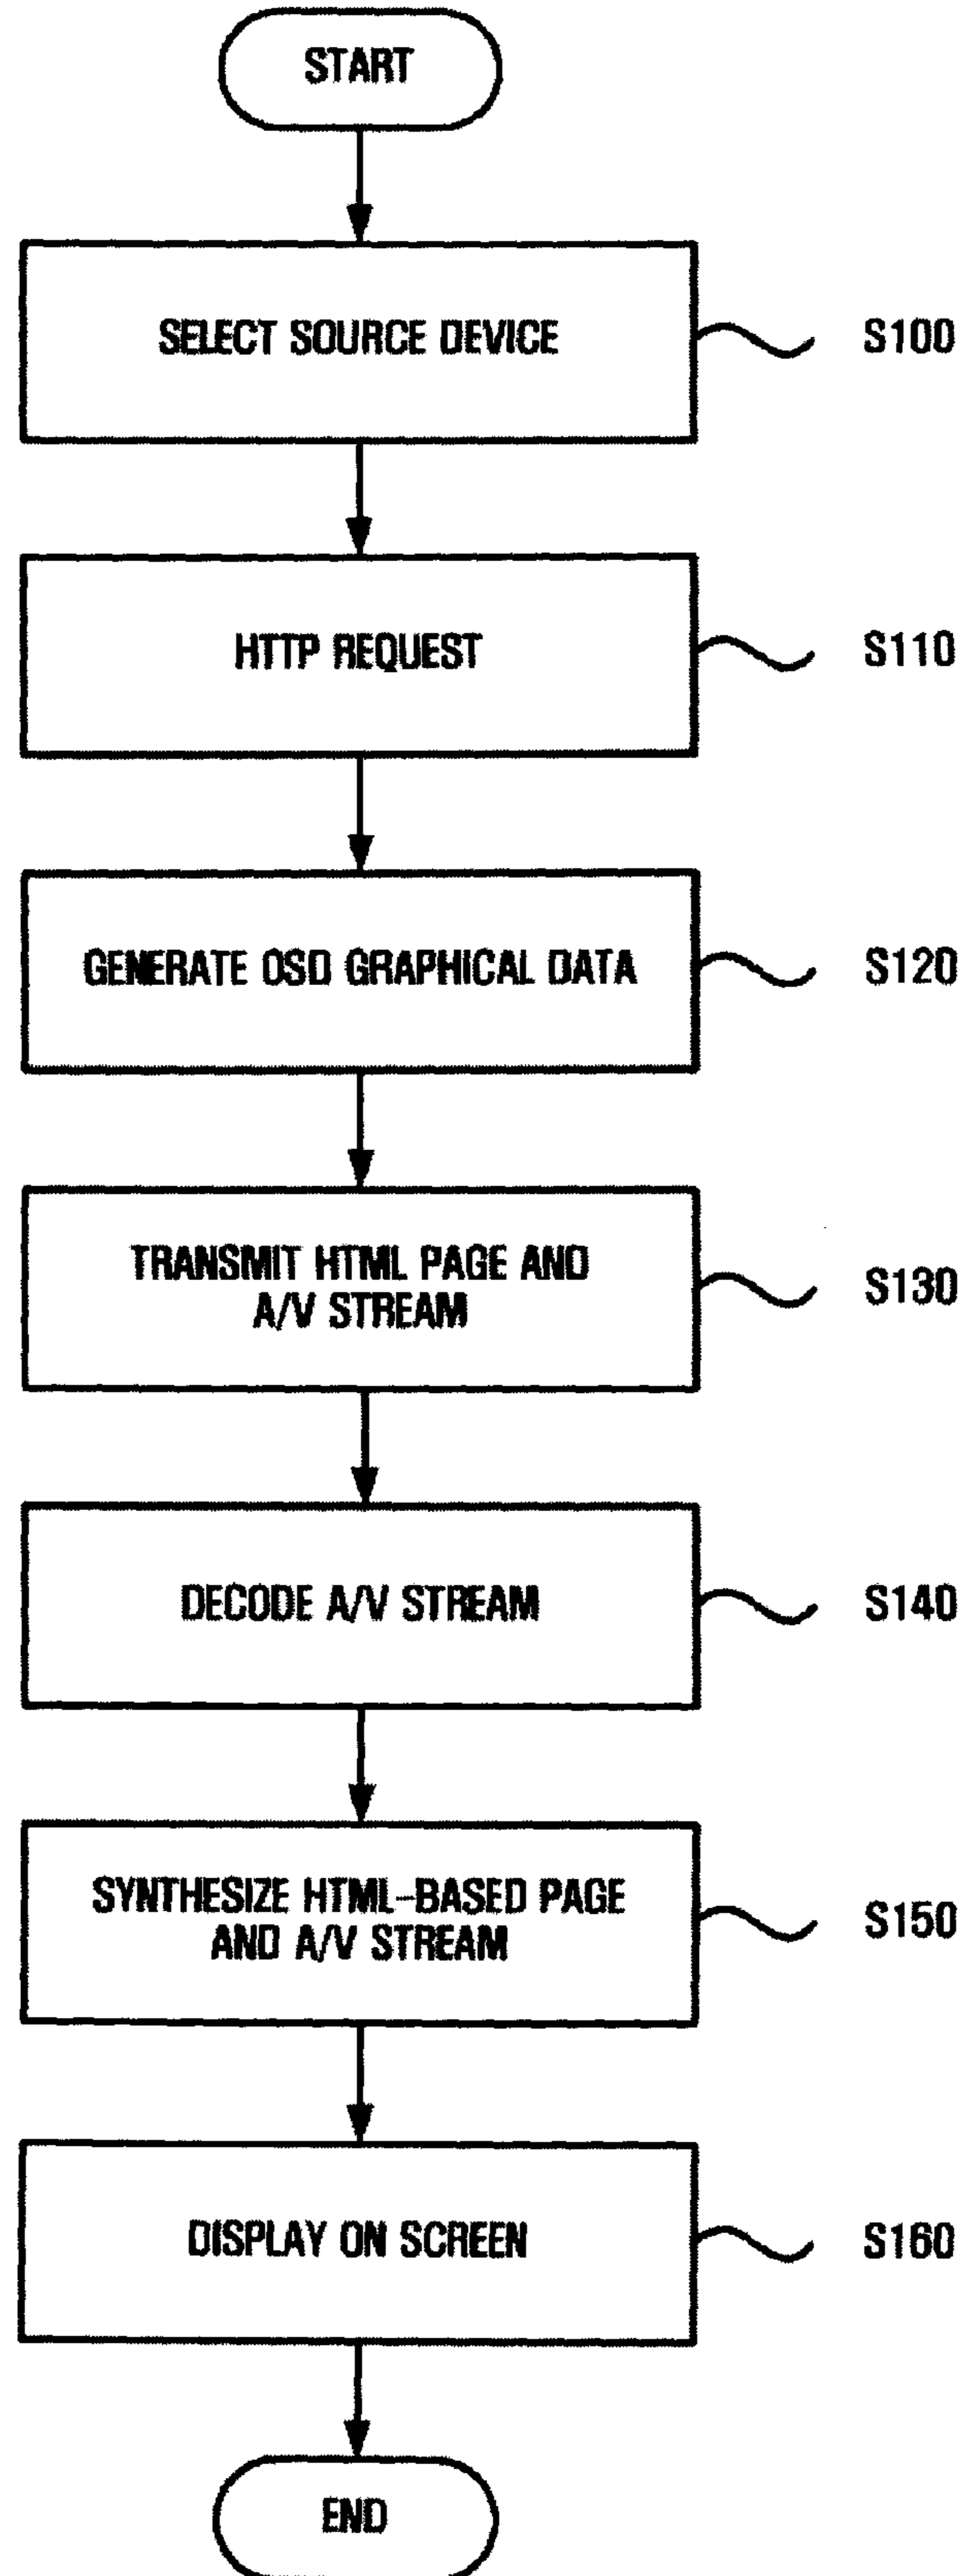 START
SELECT SOURCE DEVICE
S100
HTTP REQUEST
S110
GENERATE OSD GRAPHICAL DATA
S120
TRANSMIT HTML PAGE AND
A/V STREAM
S130
DECODE A/V STREAM
S140
SYNTHESIZE HTML-BASED PAGE
AND A/V STREAM
S150
DISPLAY ON SCREEN
S160
END